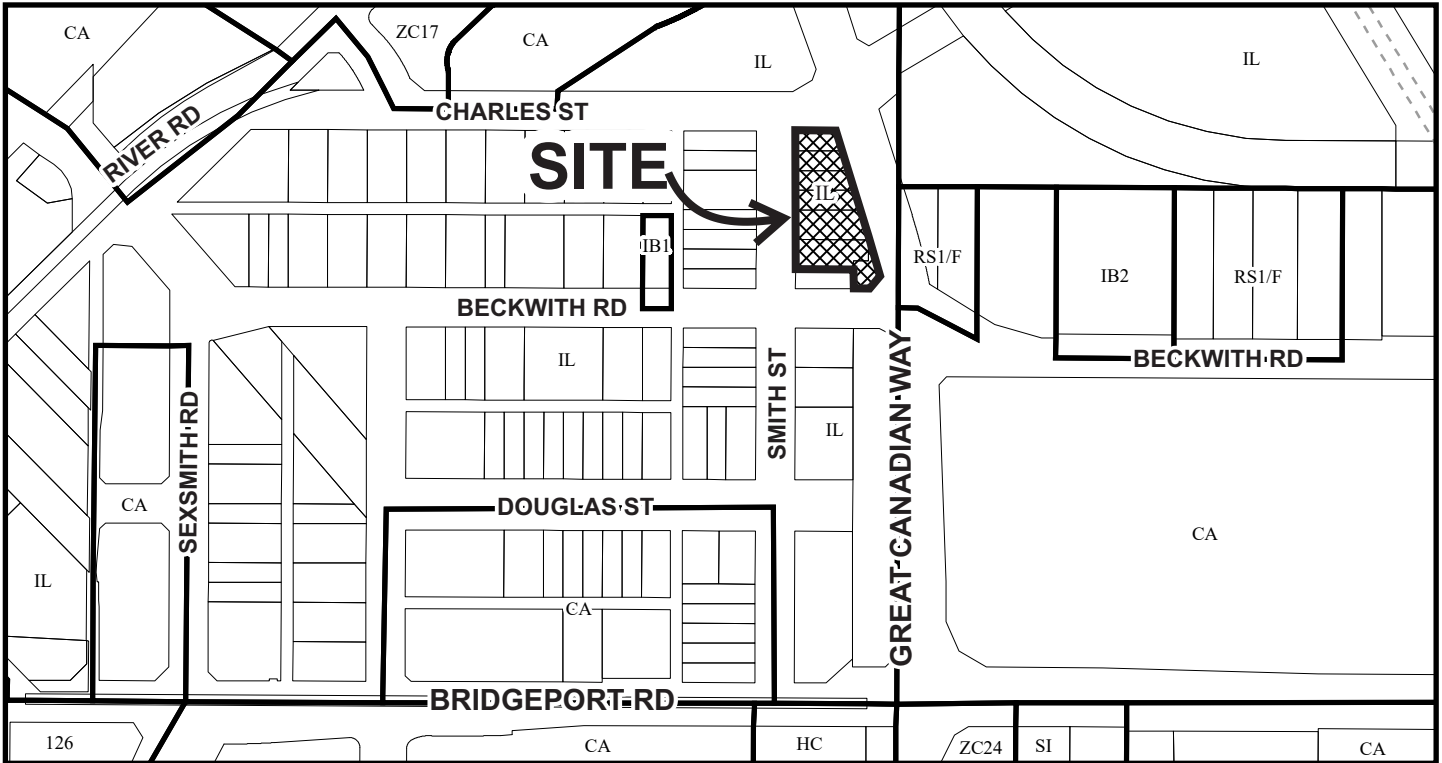 CA
ZC17
CA
IL
IL
RIVER RD
CHARLES ST
SITE
IL
IB1
RS1/F
IB2
RS1/F
BECKWITH RD
BECKWITH RD
IL
SMITH ST
IL
GREAT CANADIAN WAY
SEXSMITH RD
CA
DOUGLAS ST
CA
IL
CA
BRIDGEPORT RD
126
CA
HC
ZC24
SI
CA